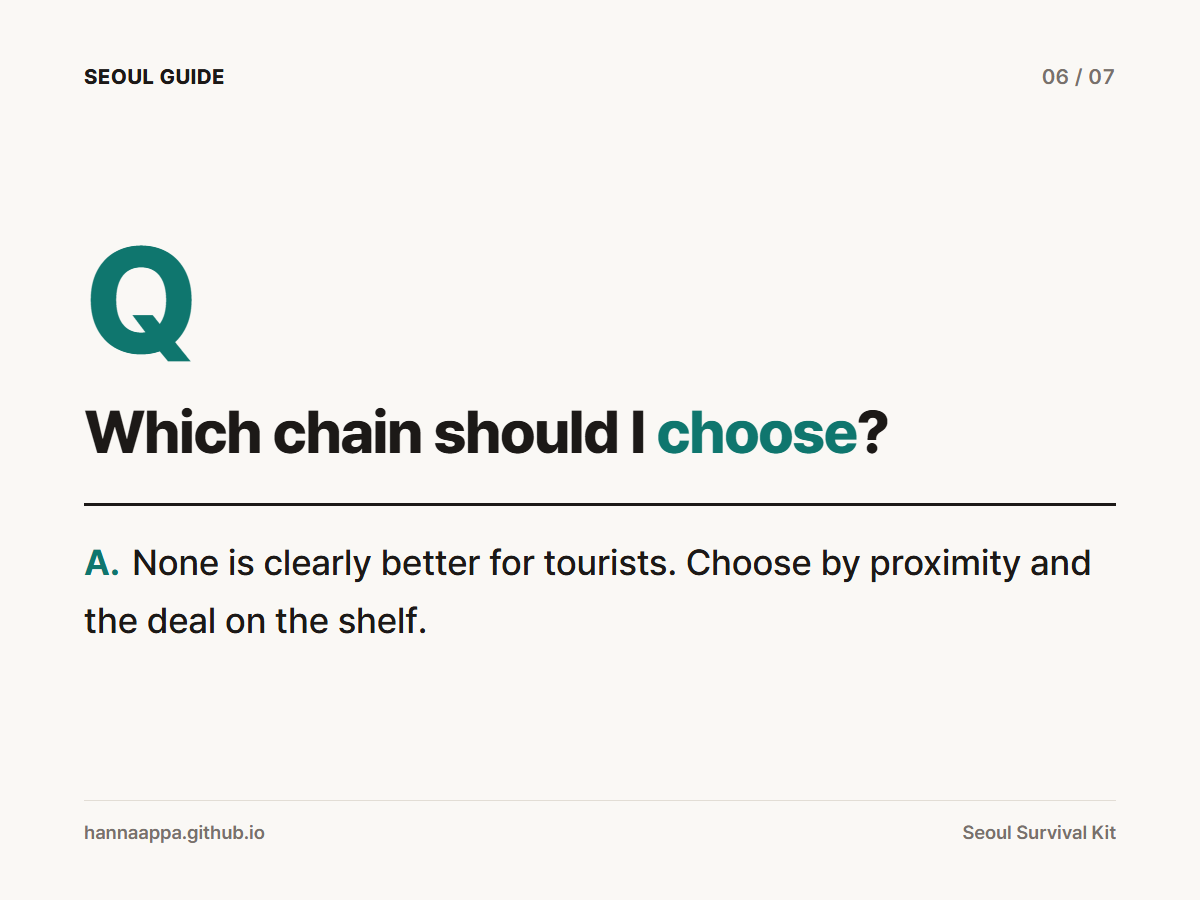 SEOUL GUIDE
06 / 07
Q
Which chain should I choose?
A. None is clearly better for tourists. Choose by proximity and
the deal on the shelf.
hannaappa.github.io
Seoul Survival Kit